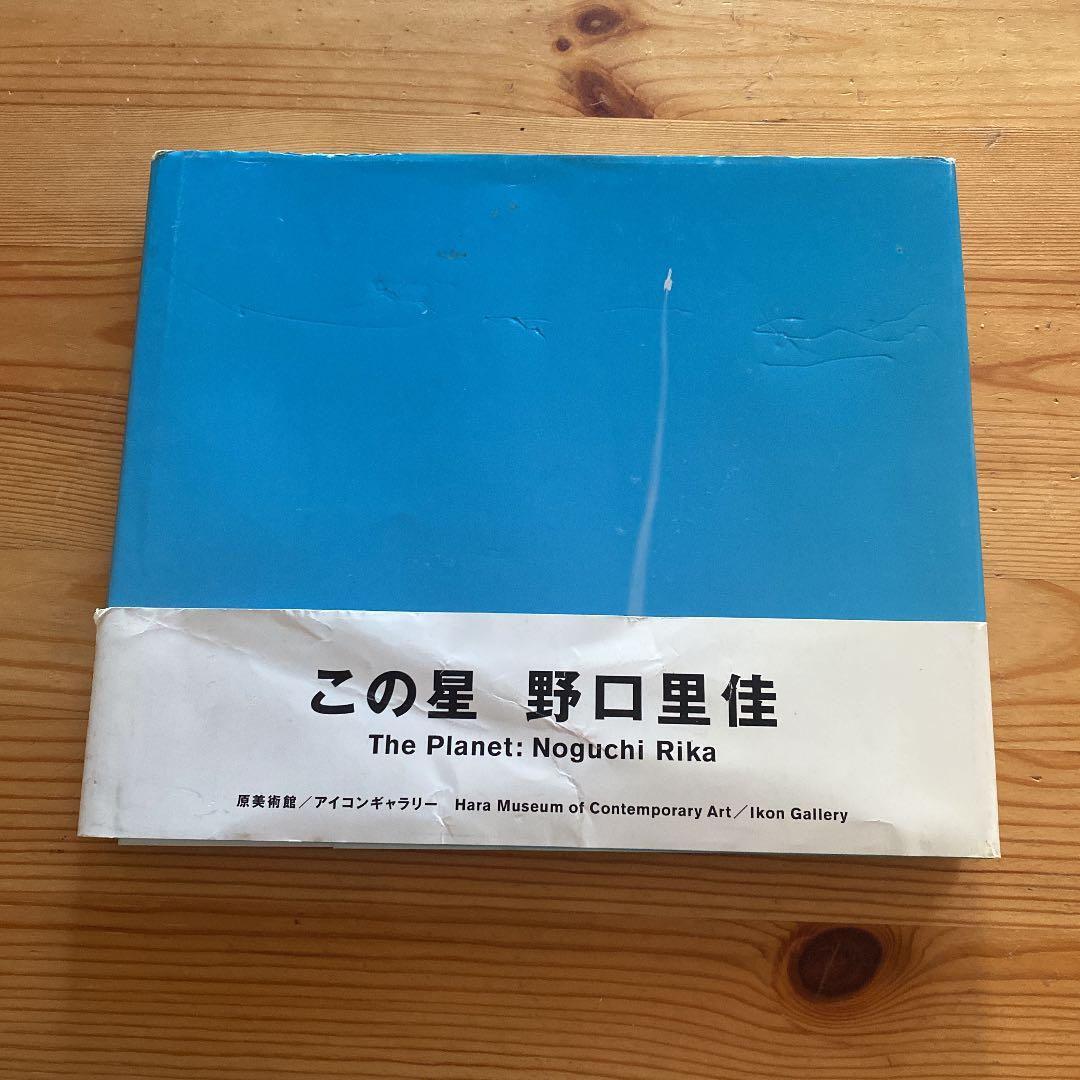 この星 野口里佳
The Planet: Noguchi Rika
原美術館／アイコンギャラリー Hara Museum of Contemporary Art／Ikon Gallery